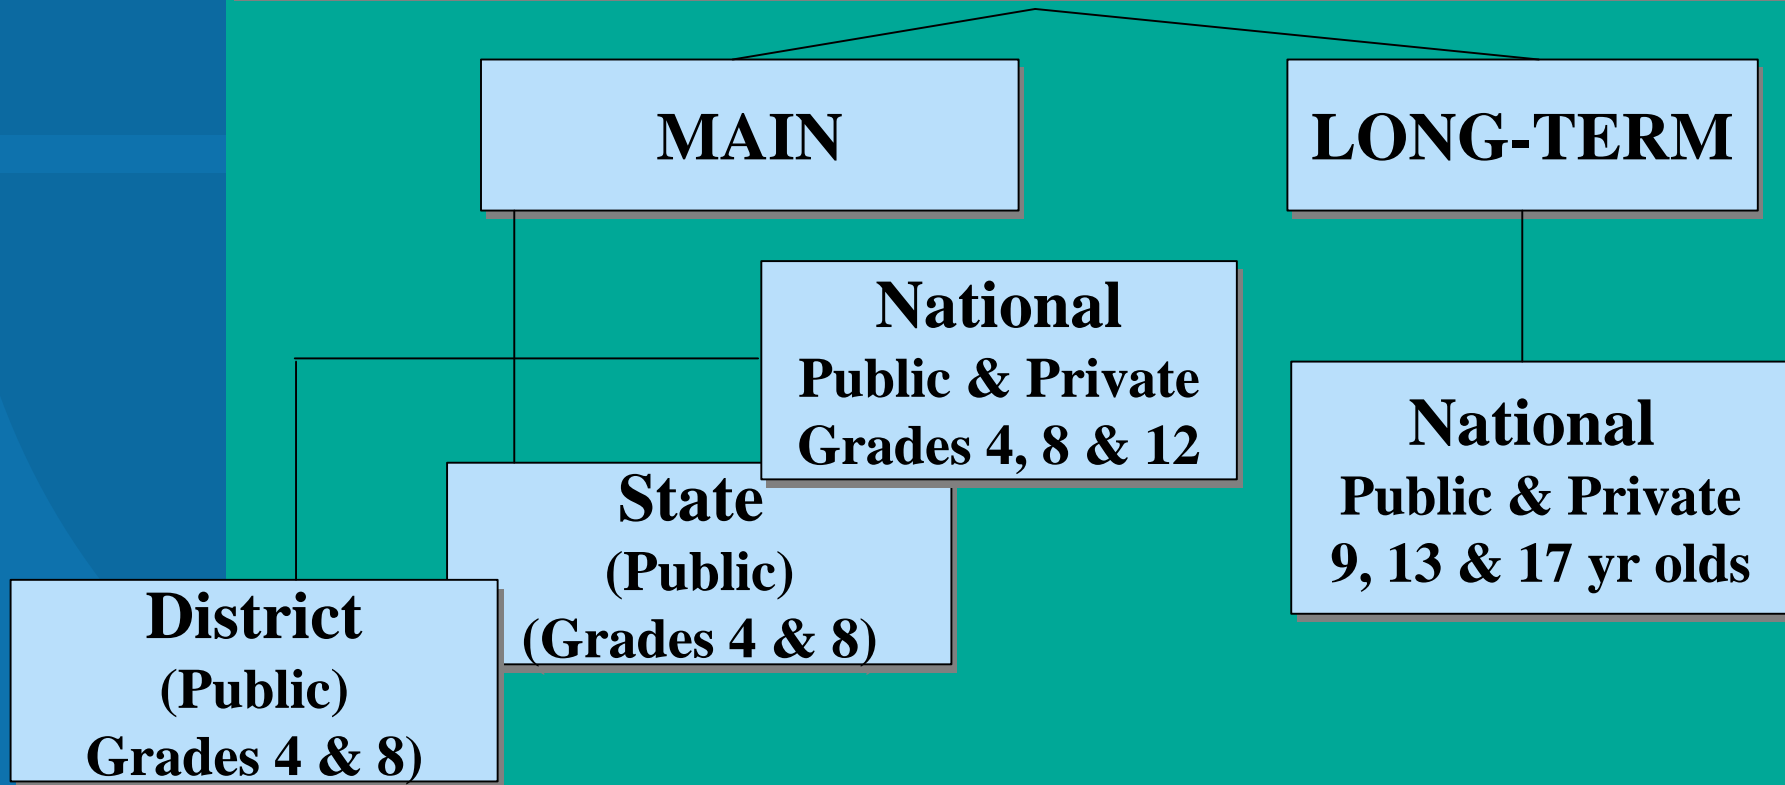 MAIN
LONG-TERM
National
Public & Private
Grades 4, 8 & 12
State
(Public)
(Grades 4 & 8)
District
(Public)
Grades 4 & 8)
National
Public & Private
9, 13 & 17 yr olds